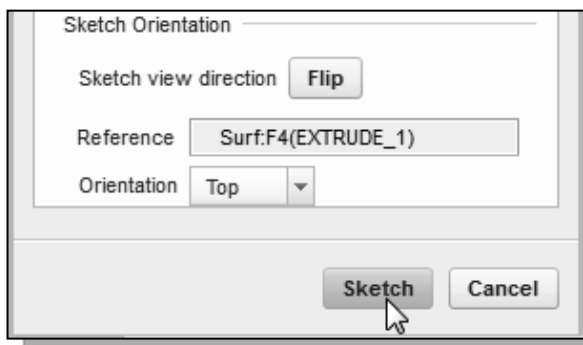 Sketch Orientation
Sketch view direction Flip
Reference Surf:F4(EXTRUDE_1)
Orientation Top
Sketch Cancel